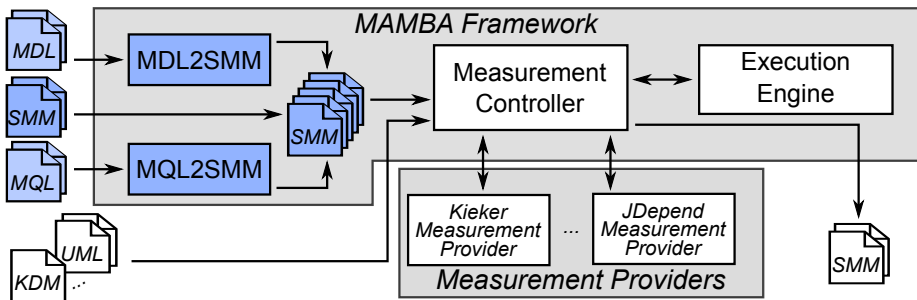 MAMBA Framework
MDL
MDL2SMM
SMM
SMM
MQL
MQL2SMM
Measurement
Controller
Execution
Engine
Kieker
Measurement
Provider
...
JDepend
Measurement
Provider
Measurement Providers
UML
KDM
...
SMM